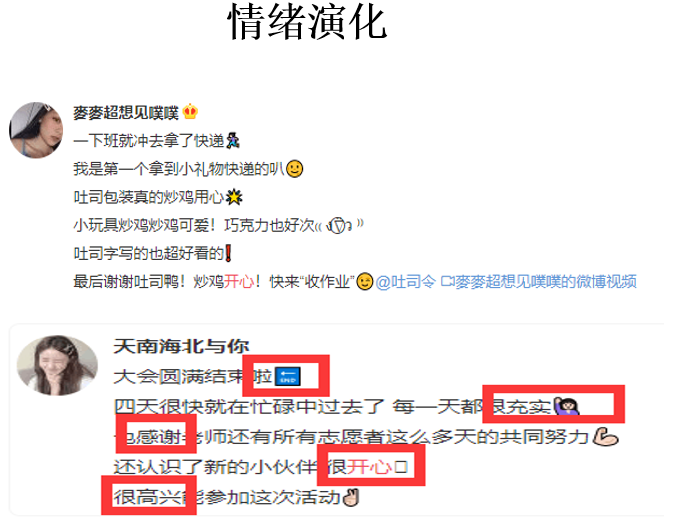 情绪演化
麥麥超想见噗噗
一下班就冲去拿了快递
我是第一个拿到小礼物快递的叭
吐司包装真的炒鸡用心
小玩具炒鸡炒鸡可爱！巧克力也好次
吐司字写的也超好看的
最后谢谢吐司鸭！炒鸡开心！快来“收作业”@吐司令 麥麥超想见噗噗的微博视频
天南海北与你
大会圆满结束啦
四天很快就在忙碌中过去了 每一天都很充实
也感谢老师还有所有志愿者这么多天的共同努力
还认识了新的小伙伴 很开心
很高兴能参加这次活动